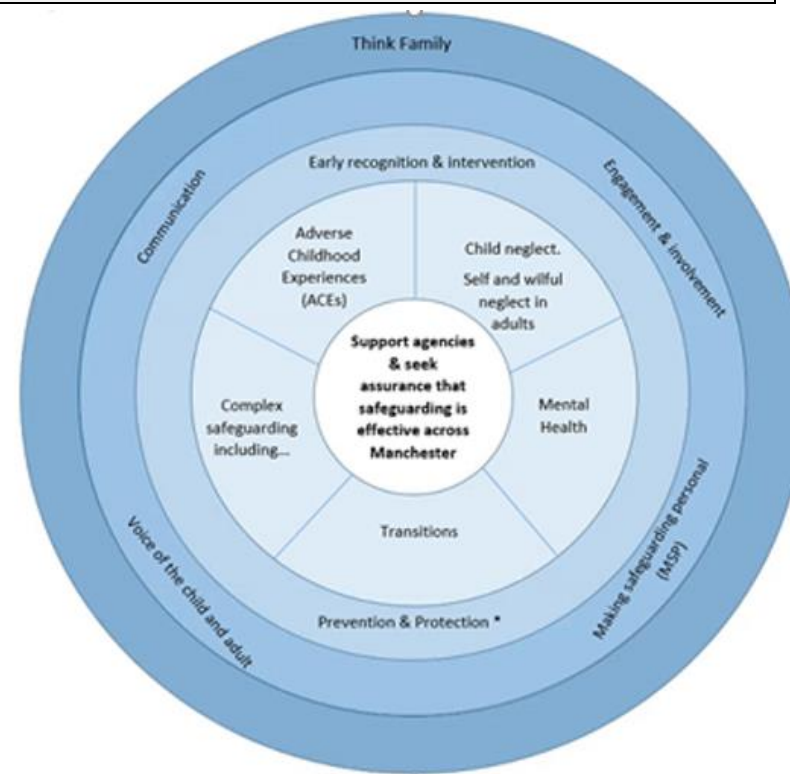 Think Family
Communication
Engagement & involvement
Early recognition & intervention
Adverse
Childhood
Experiences
(ACEs)
Child neglect.
Self and wilful
neglect in
adults
Support agencies
& seek
assurance that
safeguarding is
effective across
Manchester
Complex
safeguarding
including...
Mental
Health
Transitions
Prevention & Protection *
Voice of the child and adult
Making safeguarding personal
(MSP)